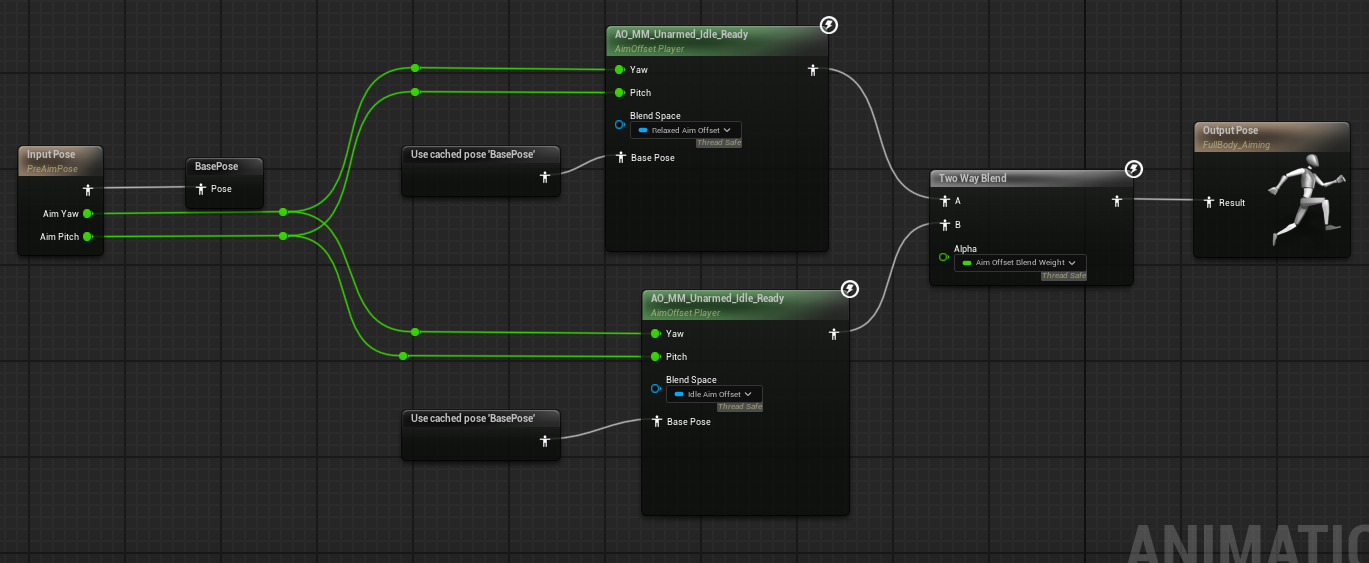 Input Pose
PreAimPose
Aim Yaw
Aim Pitch
BasePose
Pose
Use cached pose 'BasePose'
AO_MM_Unarmed_Idle_Ready
AimOffset Player
Yaw
Pitch
Blend Space
Relaxed Aim Offset
Thread Safe
Base Pose
Use cached pose 'BasePose'
AO_MM_Unarmed_Idle_Ready
AimOffset Player
Yaw
Pitch
Blend Space
Idle Aim Offset
Thread Safe
Base Pose
Two Way Blend
A
B
Alpha
Aim Offset Blend Weight
Thread Safe
Output Pose
FullBody_Aiming
Result
ANIMATIO